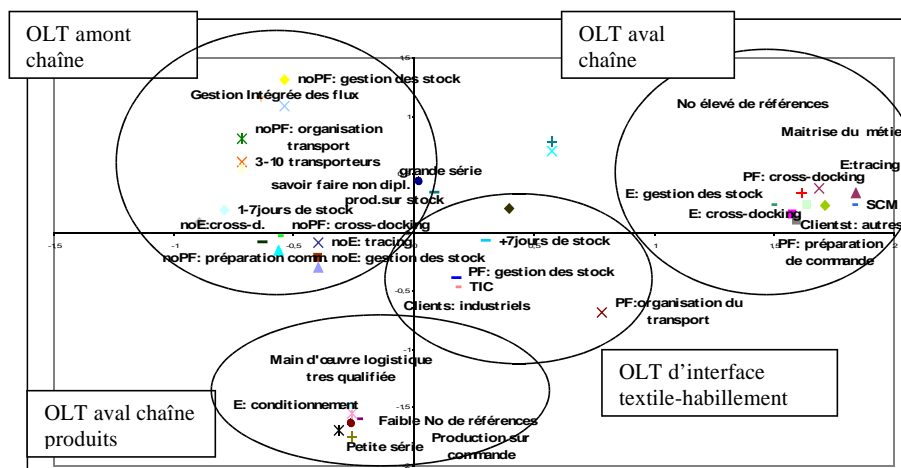 OLT amont
chaîne
OLT aval
chaîne
1,5
noPF: gestion des stock
Gestion Intégrée des flux
No élevé de références
1
noPF: organisation
transport
Maitrise du métie
3-10 transporteurs
E:tracing
PF: cross-docking
grande série
savoir faire non dipl.
E: gestion des stock
SCM
prod.sur stock
1-7jours de stock
E: cross-docking
noE:cross-d.
noPF: cross-docking
Clientst: autres
-1
-0,5
noE: tracing
+7jours de stock
1
1,5
2
PF: préparation
de commande
noPF: préparation comm
noE: gestion des stock
PF: gestion des stock
TIC
-0,5
Clients: industriels
PF:organisation du
transport
-1
Main d'œuvre logistique
tres qualifiée
OLT d'interface
textile-habillement
OLT aval chaîne
produits
E: conditionnement
-1,5
Faible No de références
Petite série
Production sur
commande